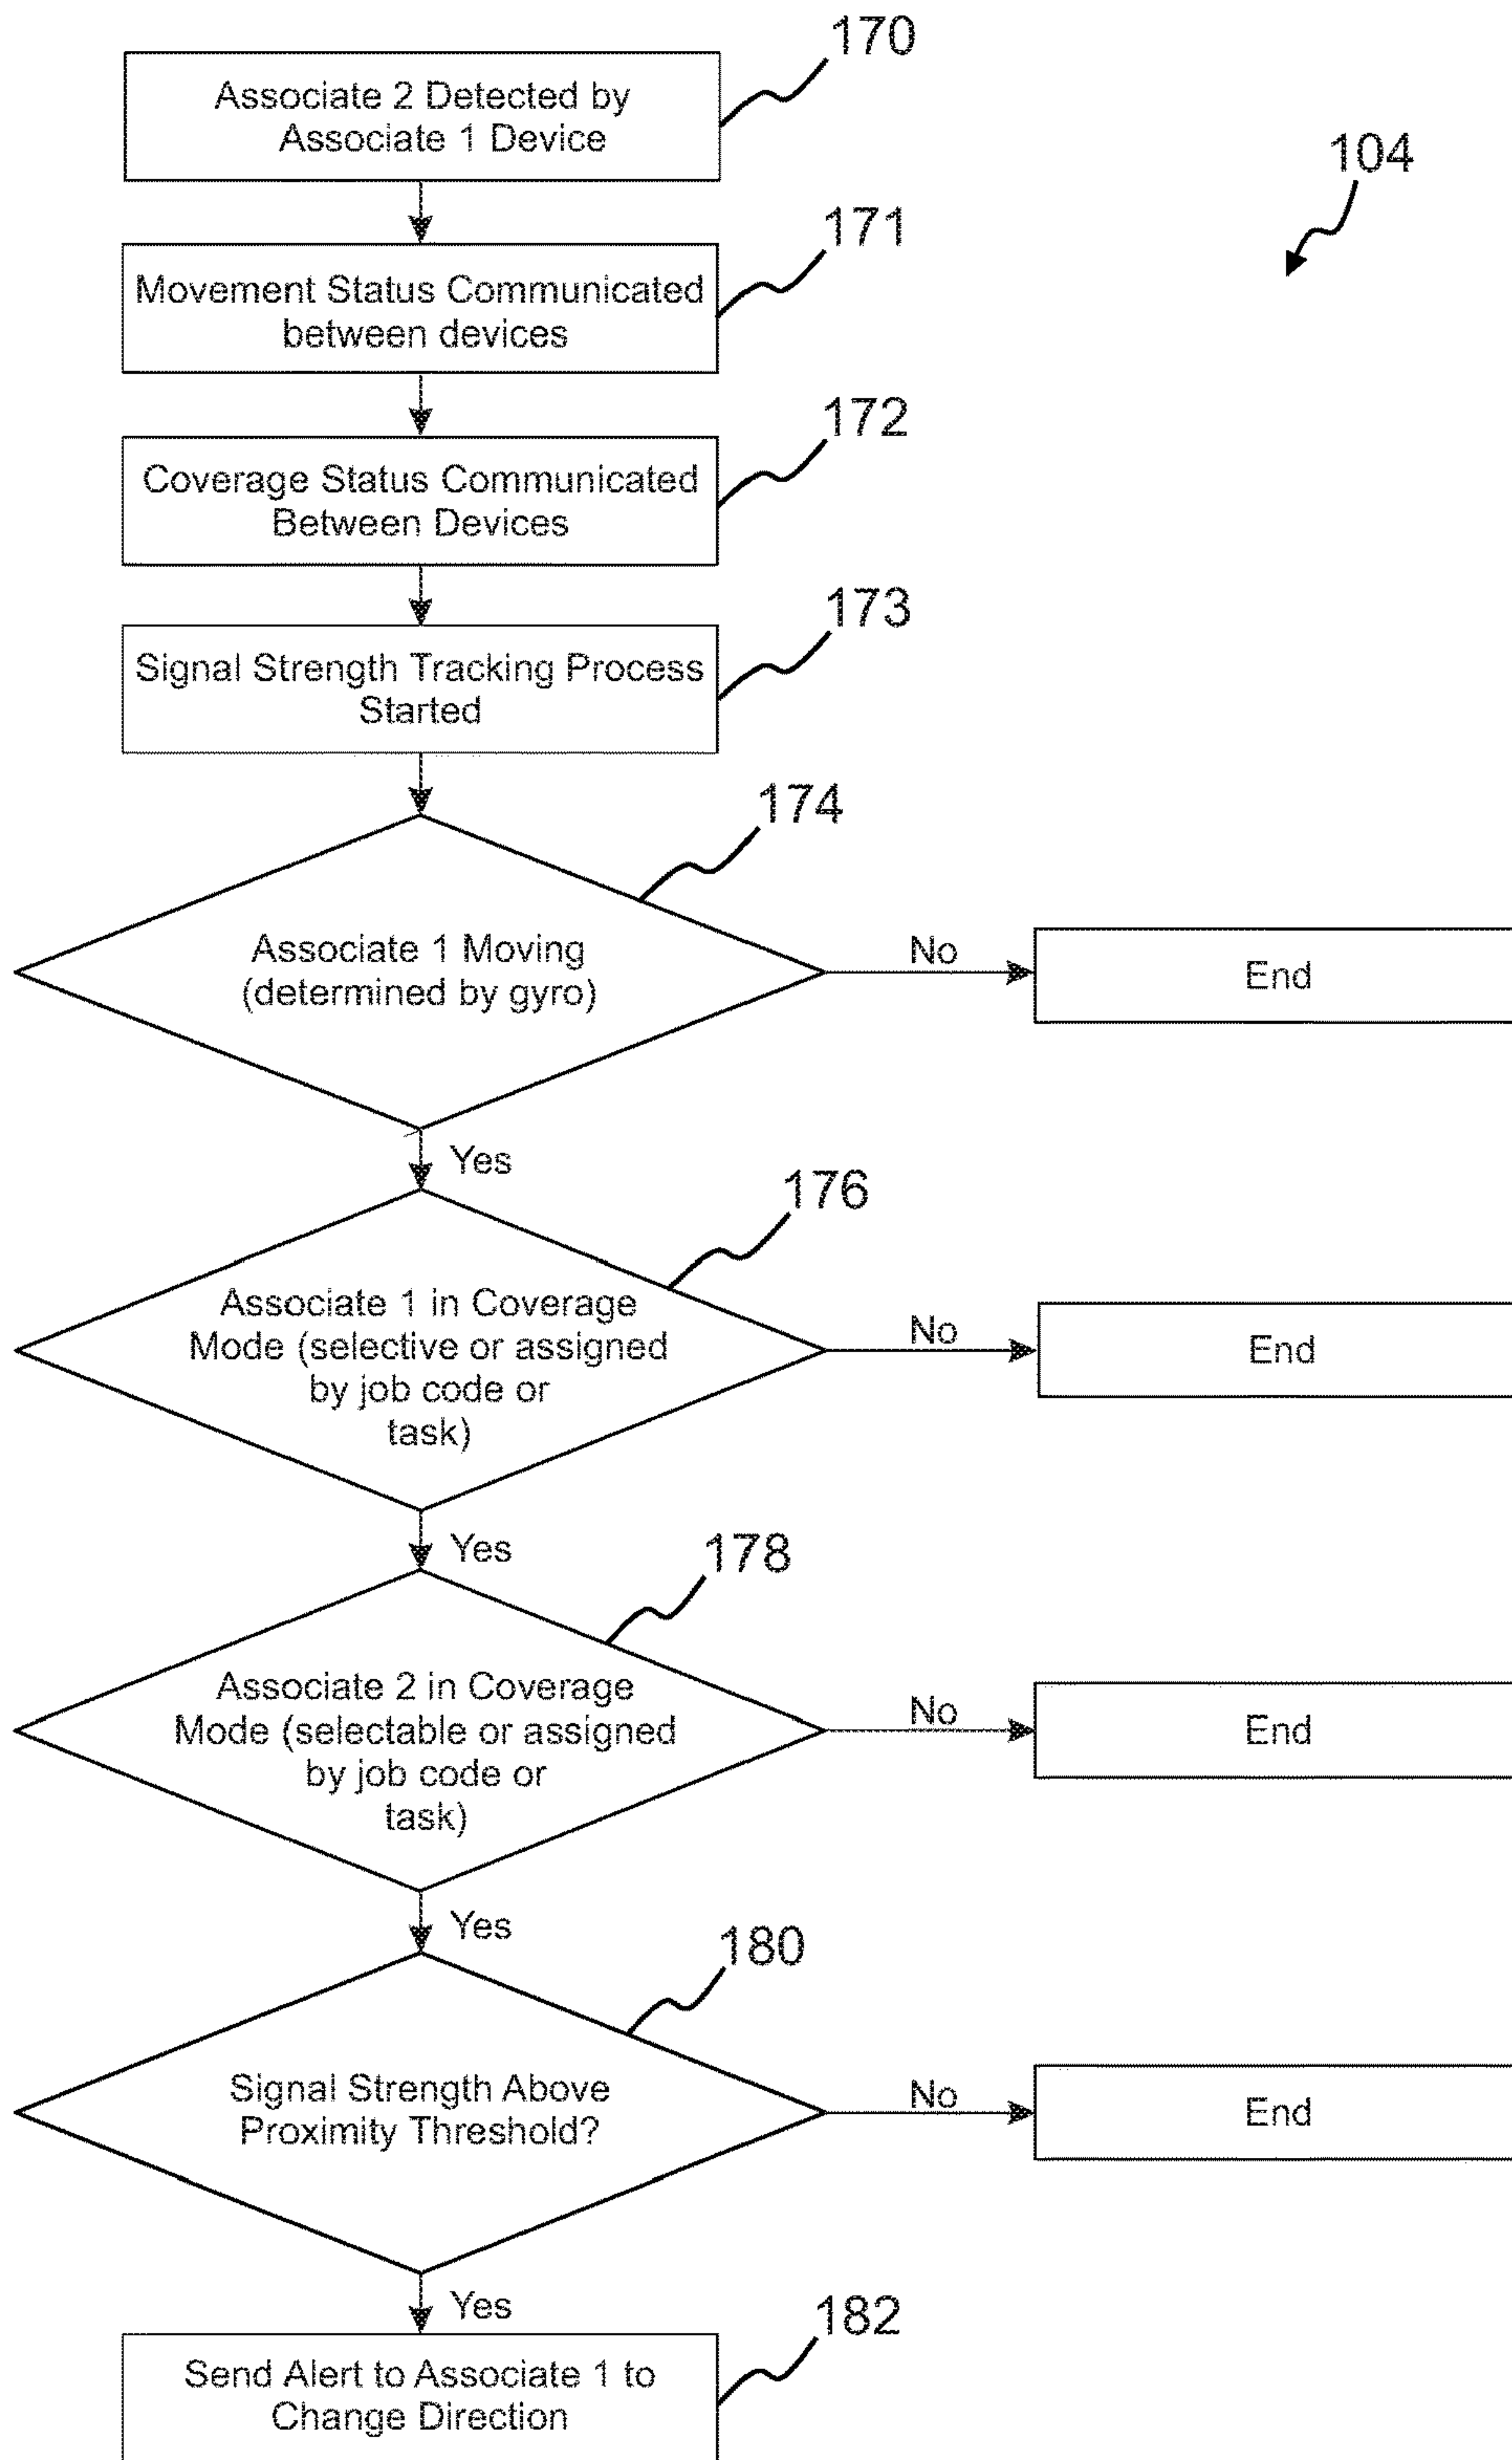 170
Associate 2 Detected by
Associate 1 Device
104
171
Movement Status Communicated
between devices
172
Coverage Status Communicated
Between Devices
173
Signal Strength Tracking Process
Started
174
Associate 1 Moving
(determined by gyro)
No
End
Yes
176
Associate 1 in Coverage
Mode (selective or assigned
by job code or
task)
No
End
Yes
178
Associate 2 in Coverage
Mode (selectable or assigned
by job code or
task)
No
End
Yes
180
Signal Strength Above
Proximity Threshold?
No
End
Yes
182
Send Alert to Associate 1 to
Change Direction